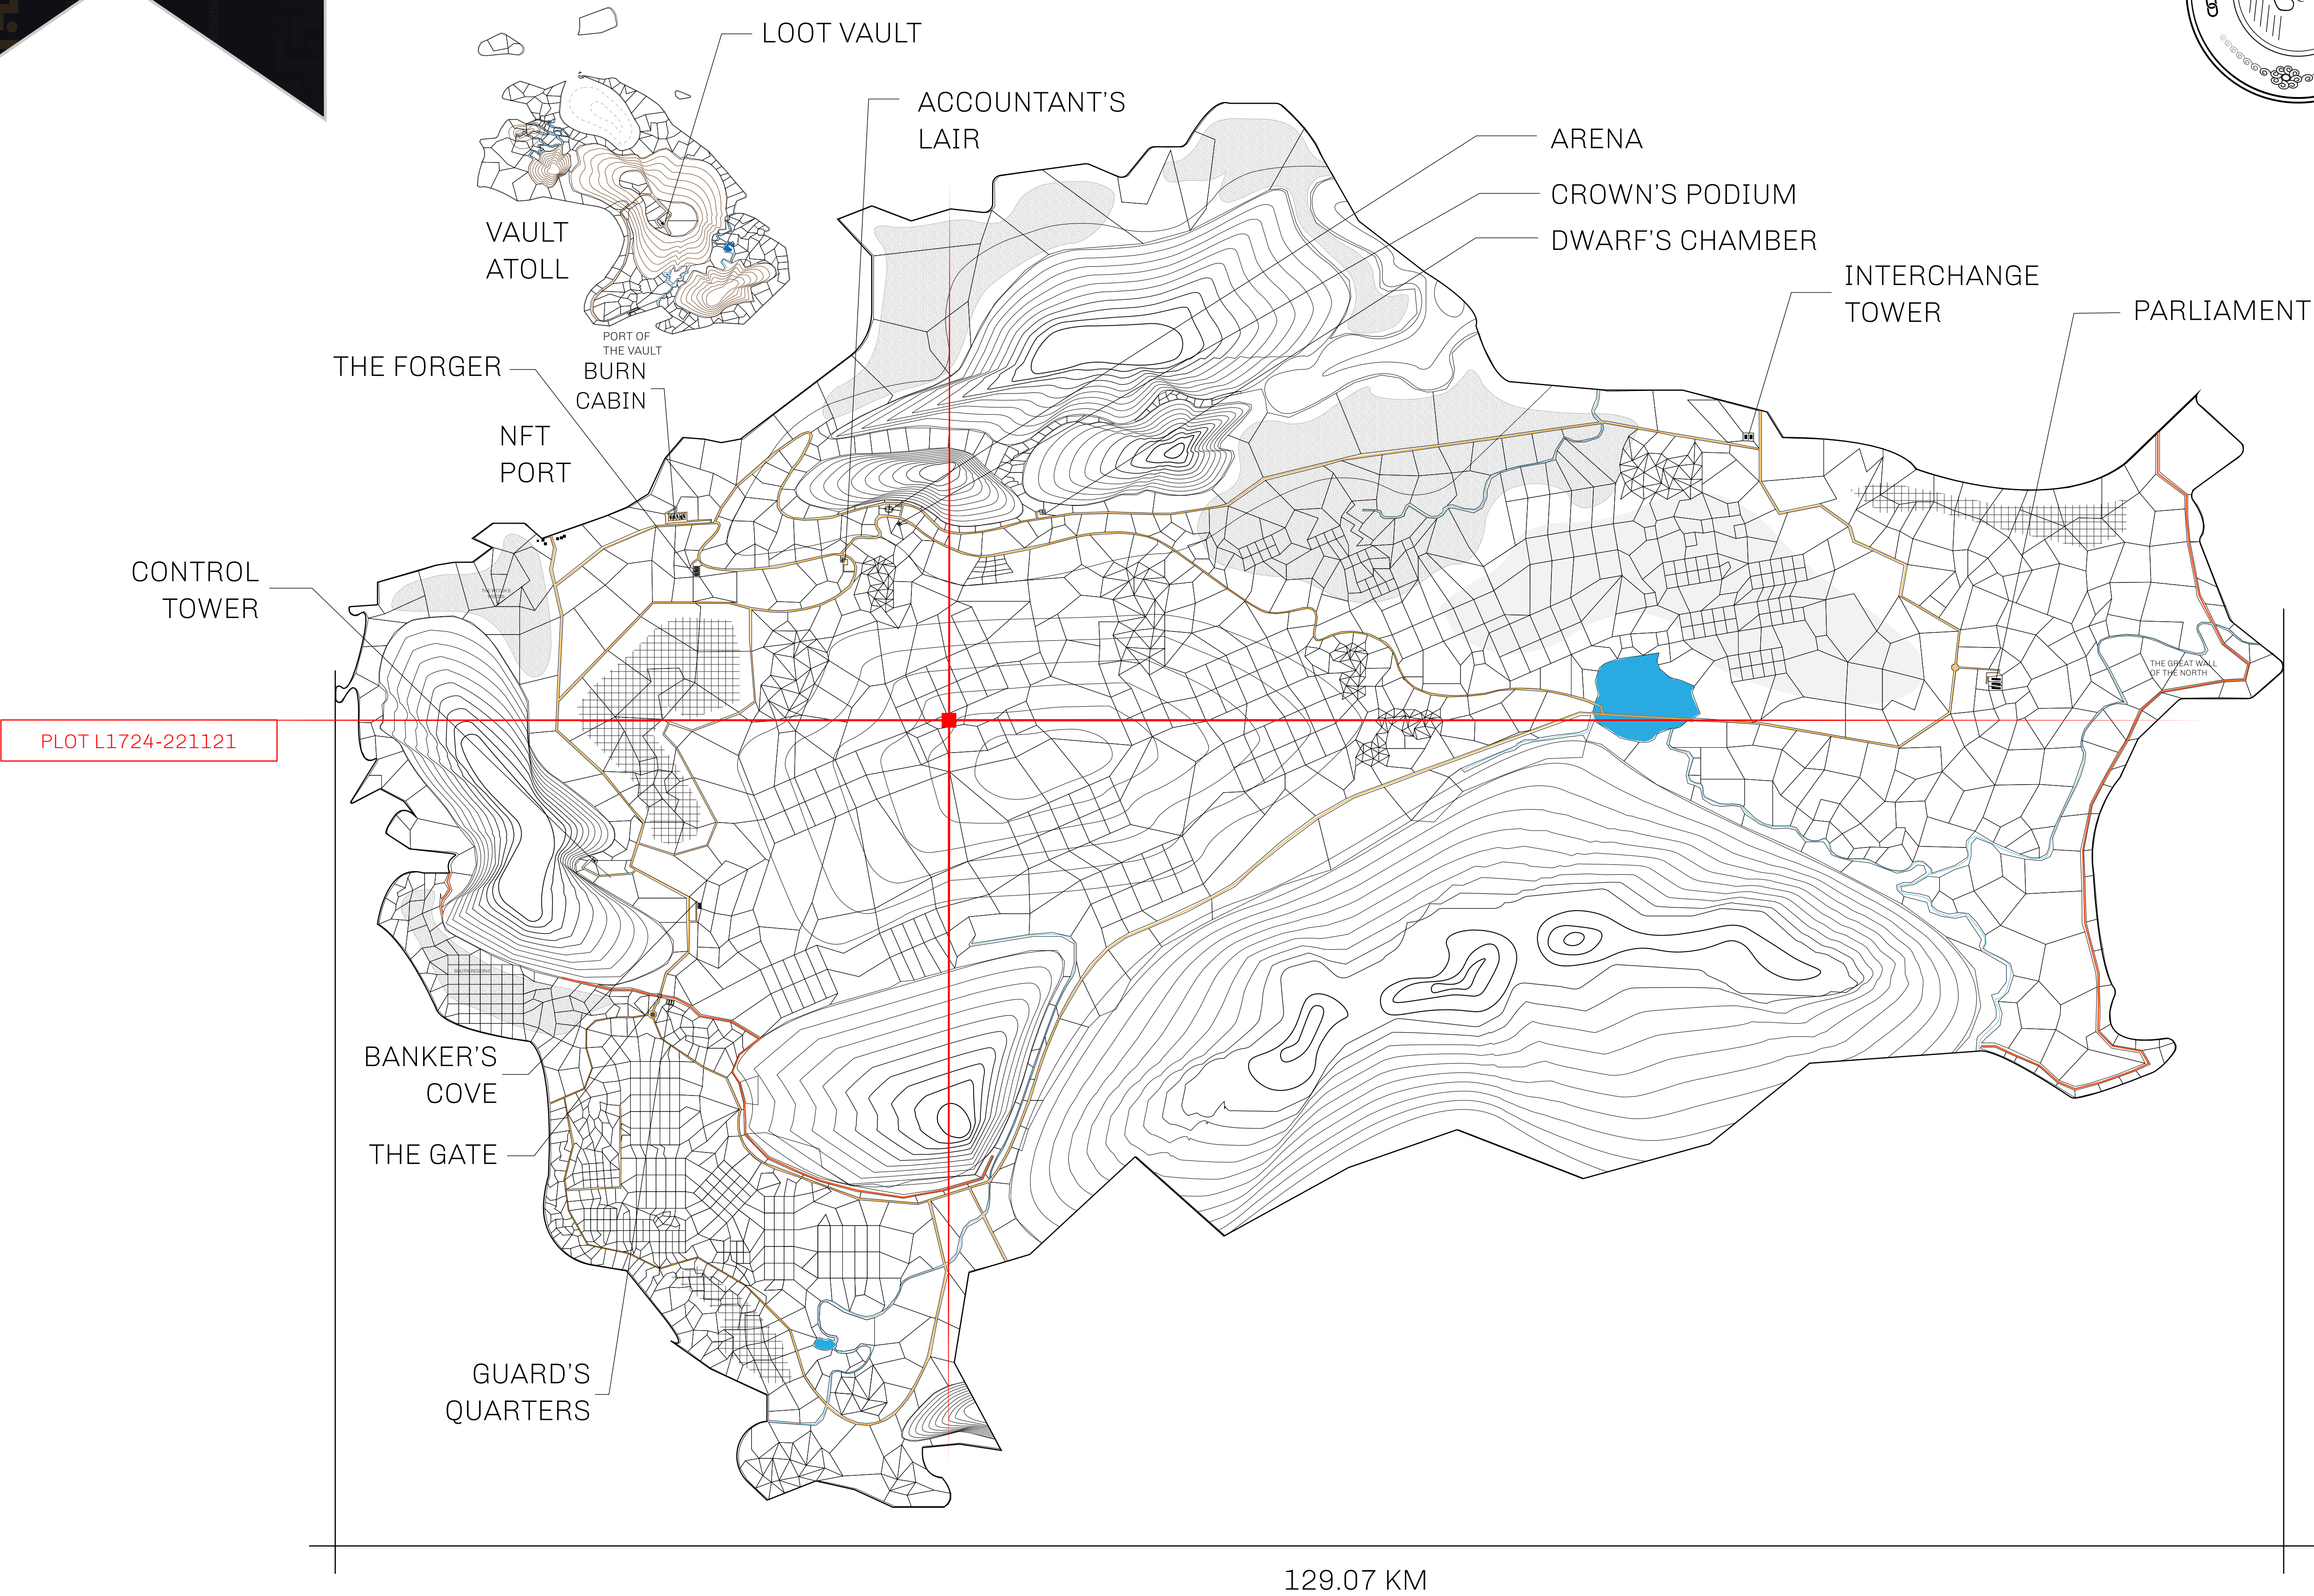 LOOT VAULT
ACCOUNTANT'S
LAIR
ARENA
CROWN'S PODIUM
DWARF'S CHAMBER
VAULT
ATOLL
INTERCHANGE
TOWER
PARLIAMENT
PORT OF
THE VAULT
THE FORGER
BURN
CABIN
NFT
PORT
CONTROL
TOWER
THE GREAT WALL
OF THE NORTH
PLOT L1724-221121
SOUTH RESERVE
BANKER'S
COVE
THE GATE
GUARD'S
QUARTERS
129.07 KM